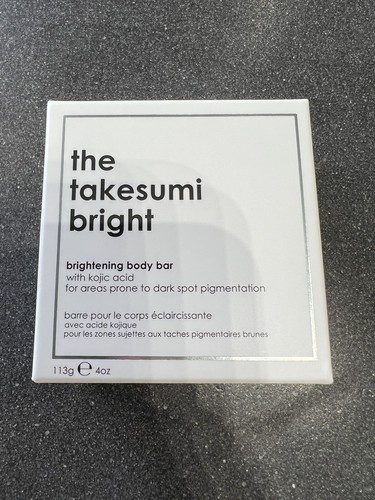 the
takesumi
bright
brightening body bar
with kojic acid
for areas prone to dark spot pigmentation
barre pour le corps éclaircissante
avec acide kojique
pour les zones sujettes aux taches pigmentaires brunes
113g ℮ 4oz